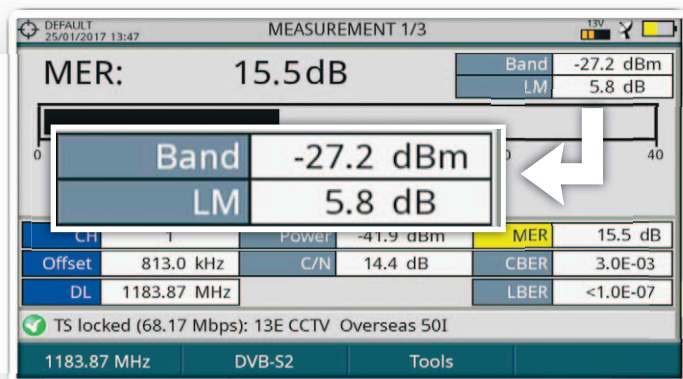 DEFAULT
25/01/2017 13:47
MEASUREMENT 1/3
13V
MER: 15.5 dB
Band -27.2 dBm
LM 5.8 dB
0 40
Band -27.2 dBm
LM 5.8 dB
CH 1 Power -41.9 dBm MER 15.5 dB
Offset 813.0 kHz C/N 14.4 dB CBER 3.0E-03
DL 1183.87 MHz LBER <1.0E-07
TS locked (68.17 Mbps): 13E CCTV Overseas 50I
1183.87 MHz DVB-S2 Tools